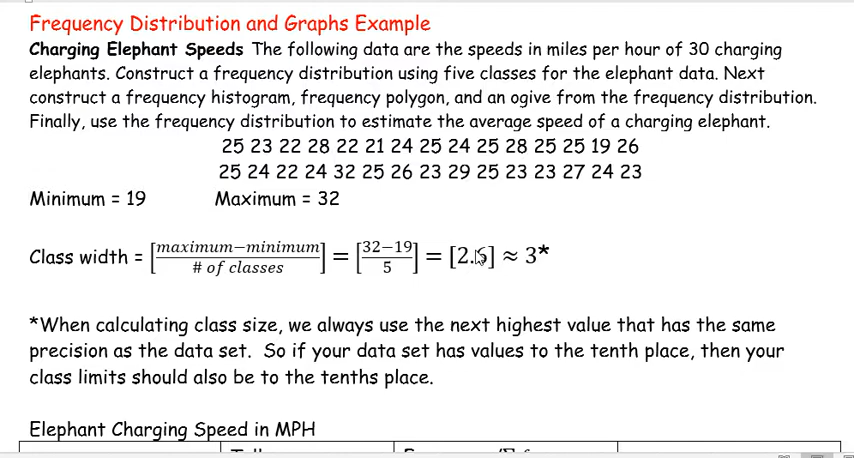 Frequency Distribution and Graphs Example
Charging Elephant Speeds The following data are the speeds in miles per hour of 30 charging
elephants. Construct a frequency distribution using five classes for the elephant data. Next
construct a frequency histogram, frequency polygon, and an ogive from the frequency distribution.
Finally, use the frequency distribution to estimate the average speed of a charging elephant.
25 23 22 28 22 21 24 25 24 25 28 25 25 19 26
25 24 22 24 32 25 26 23 29 25 23 23 27 24 23
Minimum = 19 Maximum = 32
Class width = [maximum−minimum / # of classes] = [32−19 / 5] = [2.6] ≈ 3*
*When calculating class size, we always use the next highest value that has the same
precision as the data set. So if your data set has values to the tenth place, then your
class limits should also be to the tenths place.
Elephant Charging Speed in MPH